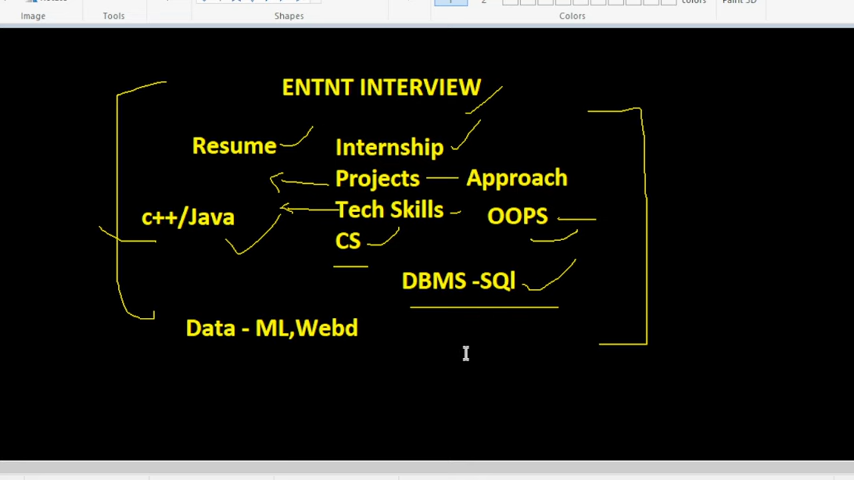 Image Tools Shapes Colors
ENTNT INTERVIEW
Resume Internship
Projects Approach
c++/Java Tech Skills OOPS
CS
DBMS -SQl
Data - ML,Webd